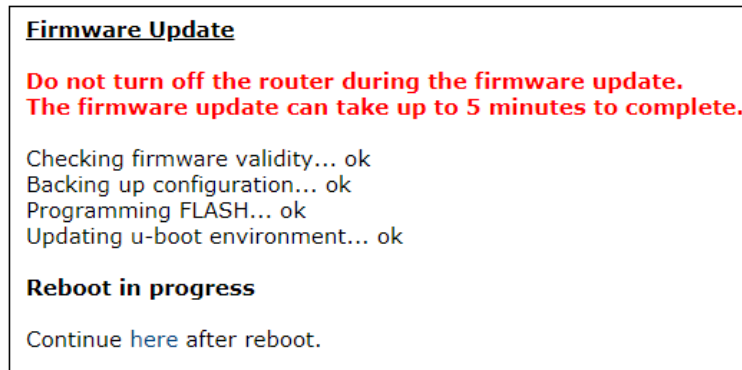 Firmware Update
Do not turn off the router during the firmware update.
The firmware update can take up to 5 minutes to complete.
Checking firmware validity... ok
Backing up configuration... ok
Programming FLASH... ok
Updating u-boot environment... ok
Reboot in progress
Continue here after reboot.